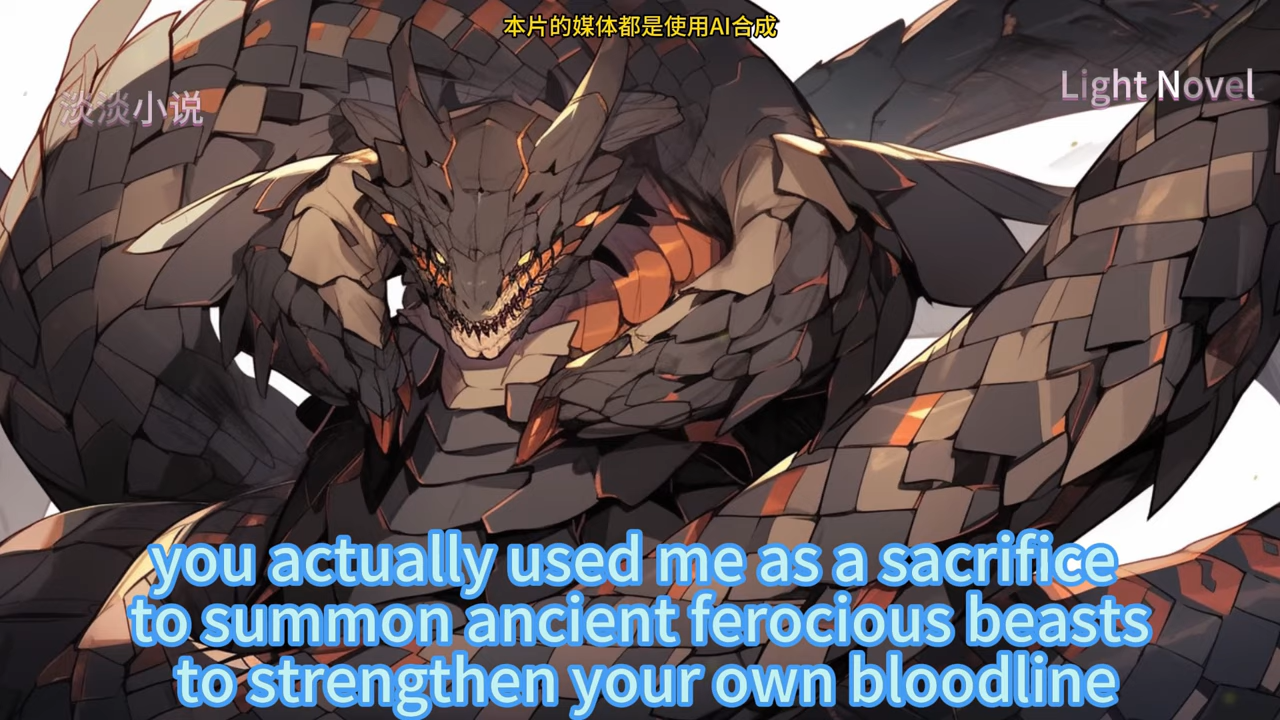 本片的媒体都是使用AI合成
淡淡小说
Light Novel
you actually used me as a sacrifice
to summon ancient ferocious beasts
to strengthen your own bloodline